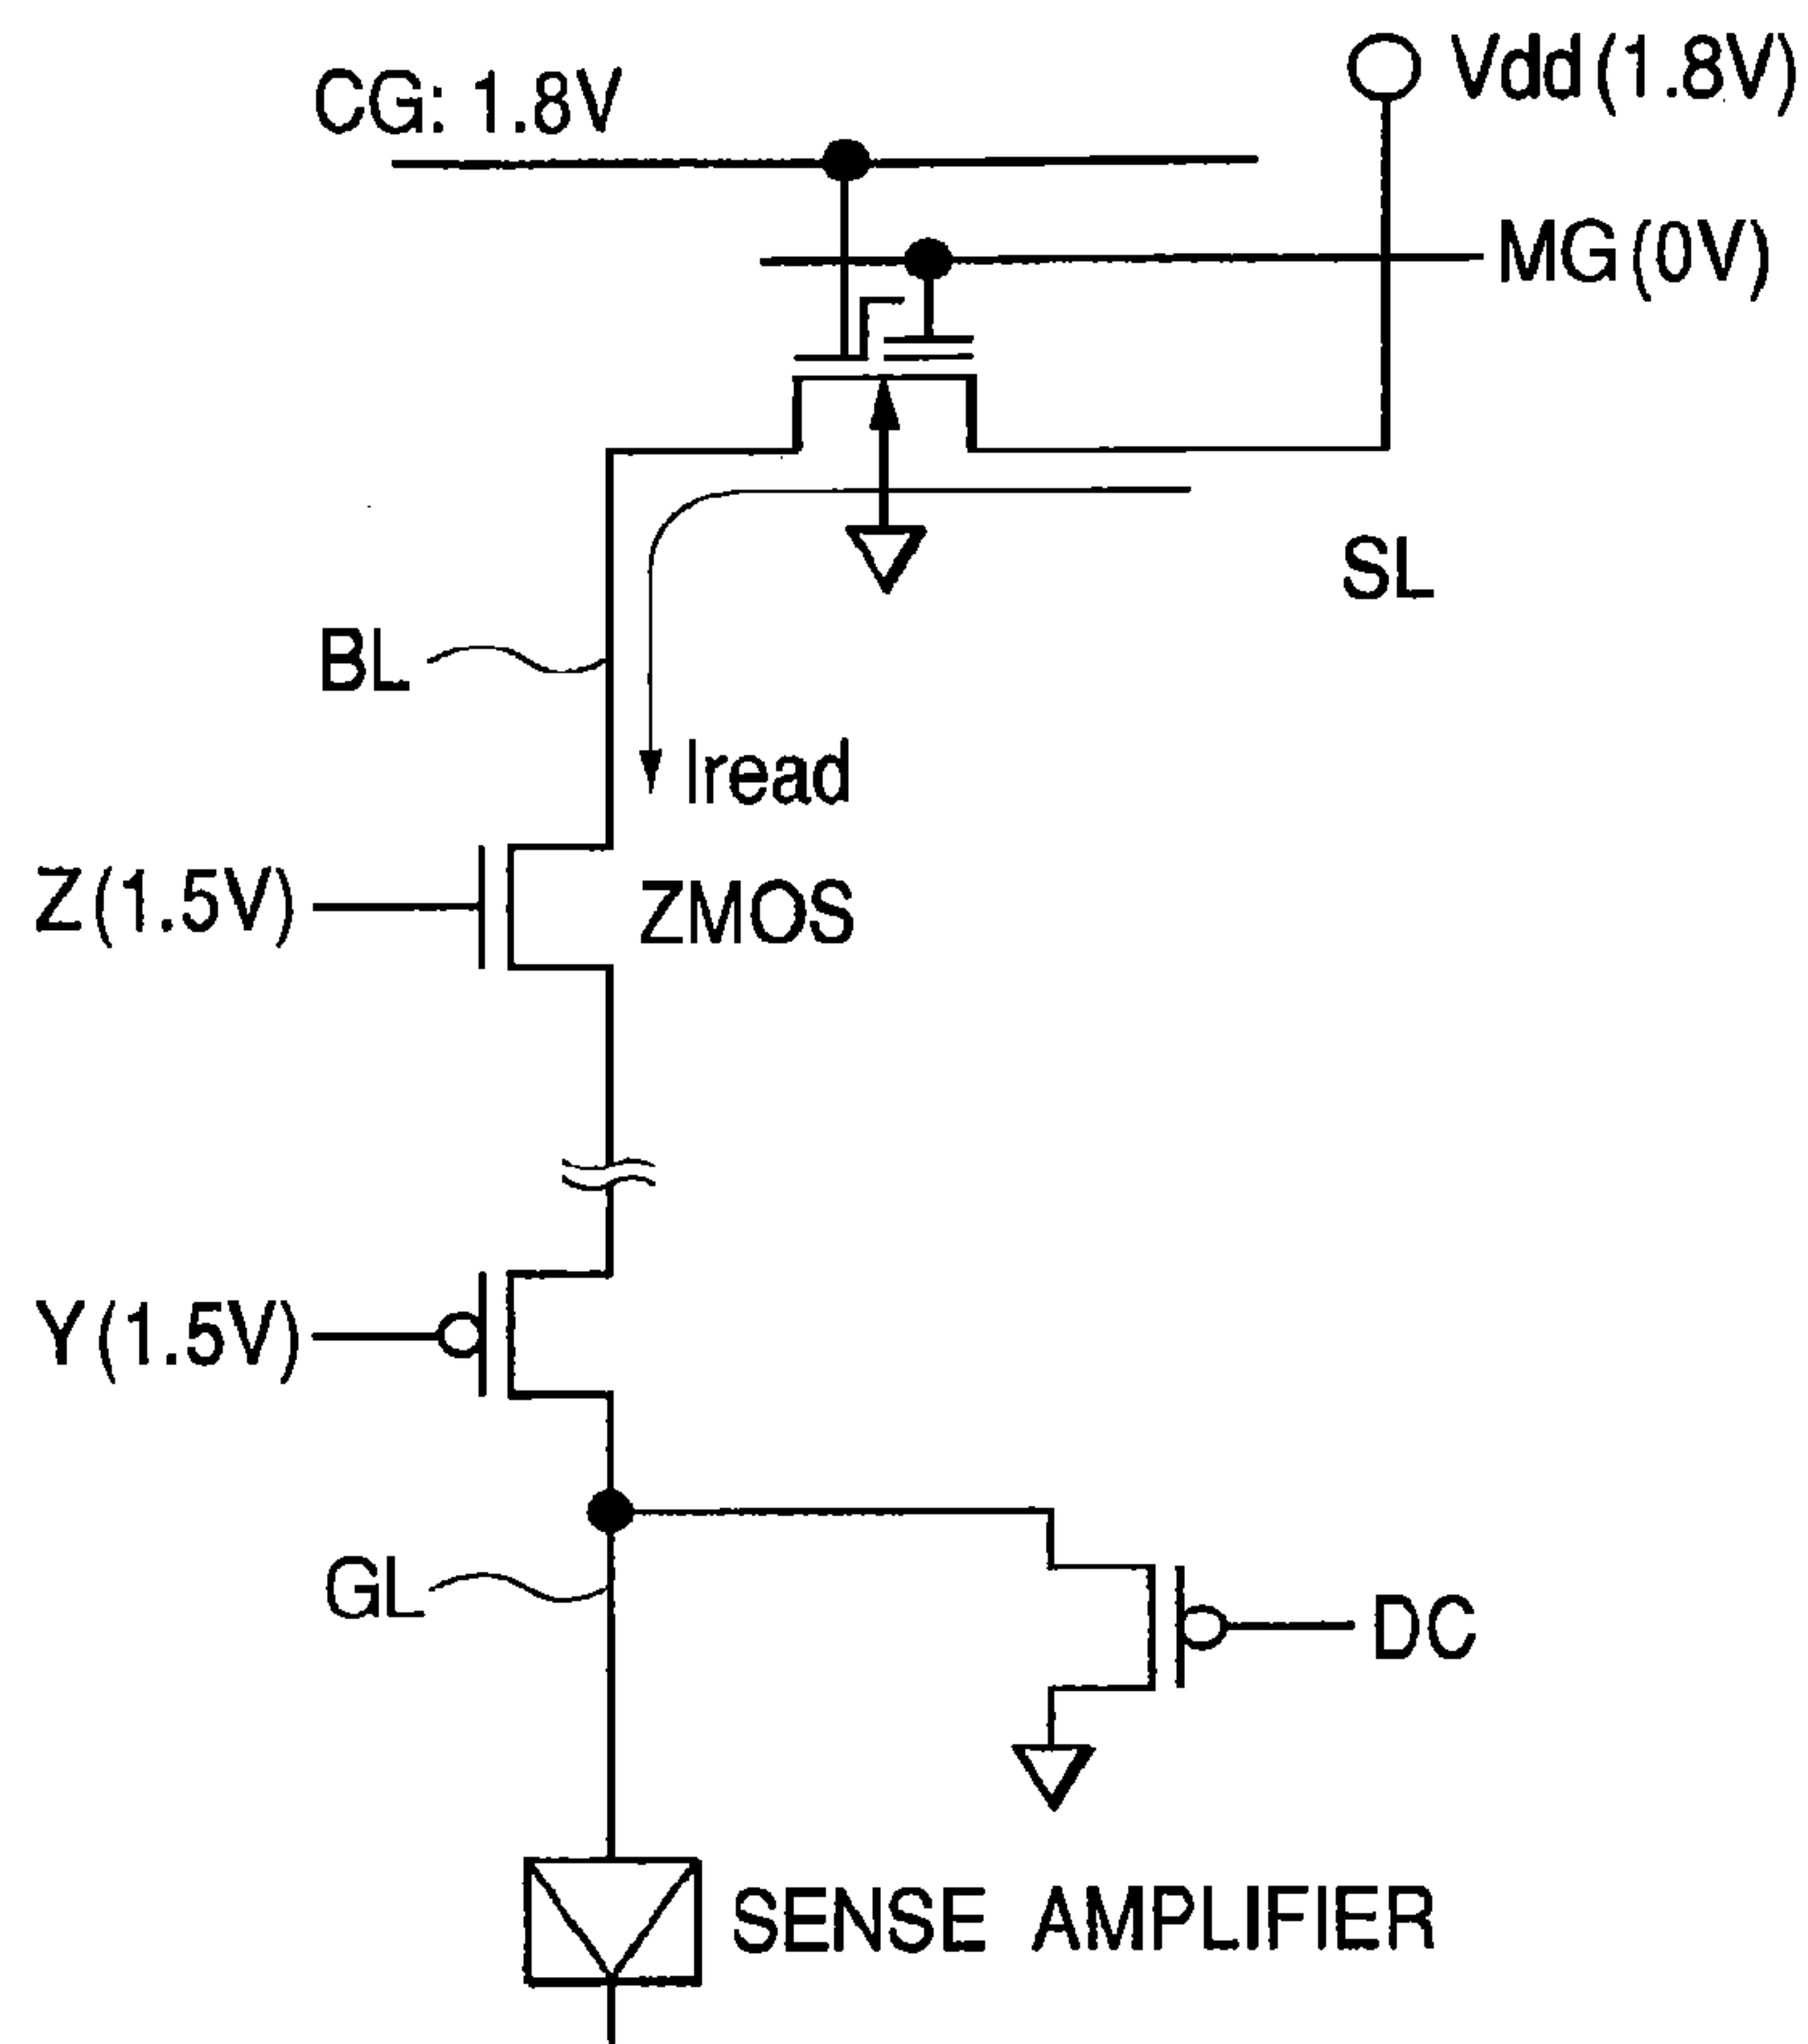 CG: 1.8V
Vdd(1.8V)
MG(0V)
SL
BL
Iread
Z(1.5V)
ZMOS
Y(1.5V)
GL
DC
SENSE AMPLIFIER